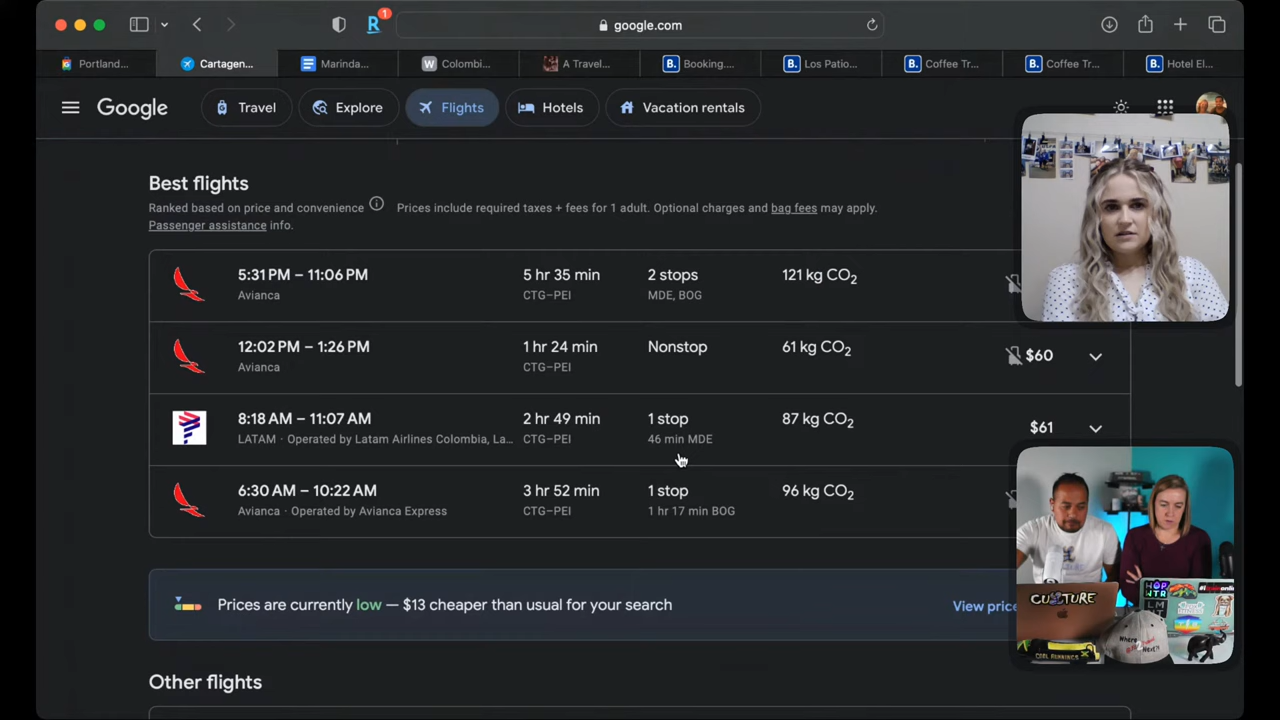 1
R
google.com
Portland...
Cartagen...
Marinda...
W
Colombi...
A Travel...
B.
Booking....
B.
Los Patio...
B.
Coffee Tr...
B.
Coffee Tr...
B.
Hotel El...
Google
Travel
Explore
Flights
Hotels
Vacation rentals
Best flights
Ranked based on price and convenience
Prices include required taxes + fees for 1 adult. Optional charges and bag fees may apply.
Passenger assistance info.
5:31 PM – 11:06 PM
5 hr 35 min
2 stops
121 kg CO2
Avianca
CTG–PEI
MDE, BOG
12:02 PM – 1:26 PM
1 hr 24 min
Nonstop
61 kg CO2
$60
Avianca
CTG–PEI
8:18 AM – 11:07 AM
2 hr 49 min
1 stop
87 kg CO2
$61
LATAM · Operated by Latam Airlines Colombia, La...
CTG–PEI
46 min MDE
6:30 AM – 10:22 AM
3 hr 52 min
1 stop
96 kg CO2
Avianca · Operated by Avianca Express
CTG–PEI
1 hr 17 min BOG
Prices are currently low — $13 cheaper than usual for your search
View price
Other flights
CULTURE
COOL RUNNINGS